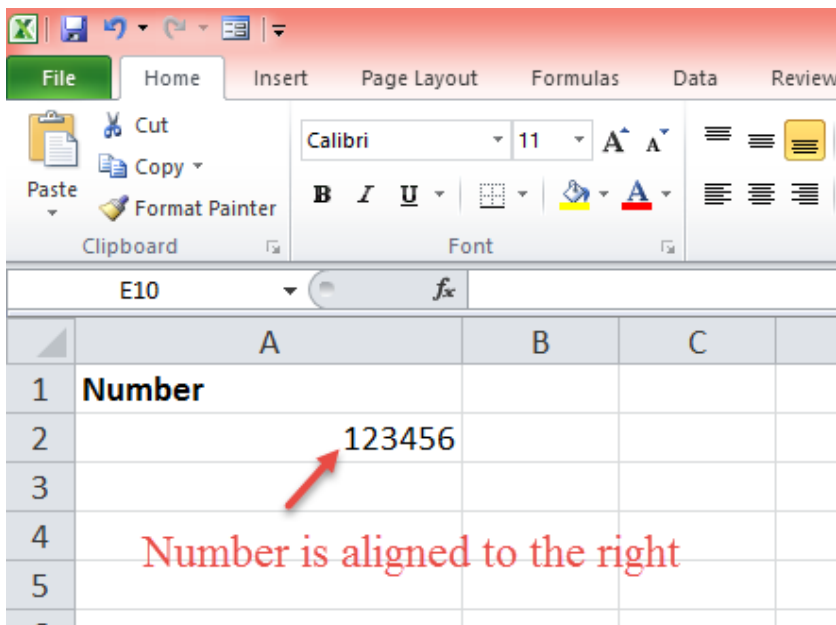 File Home Insert Page Layout Formulas Data Review
Cut
Calibri 11 A A
Copy
Paste
Format Painter
B I U A
Clipboard Font
E10 fx
A B C
1 Number
2 123456
3
4
Number is aligned to the right
5